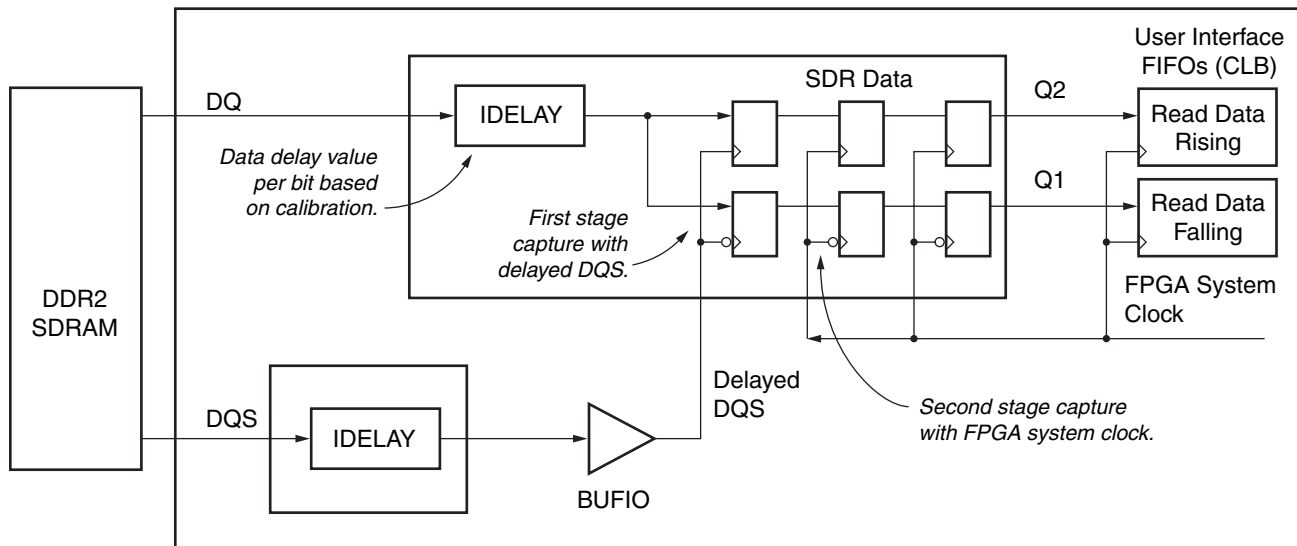 User Interface
FIFOs (CLB)
SDR Data
DQ
IDELAY
Q2
Read Data
Rising
Data delay value
per bit based
on calibration.
First stage
capture with
delayed DQS.
Q1
Read Data
Falling
DDR2
SDRAM
FPGA System
Clock
DQS
IDELAY
BUFIO
Delayed
DQS
Second stage capture
with FPGA system clock.